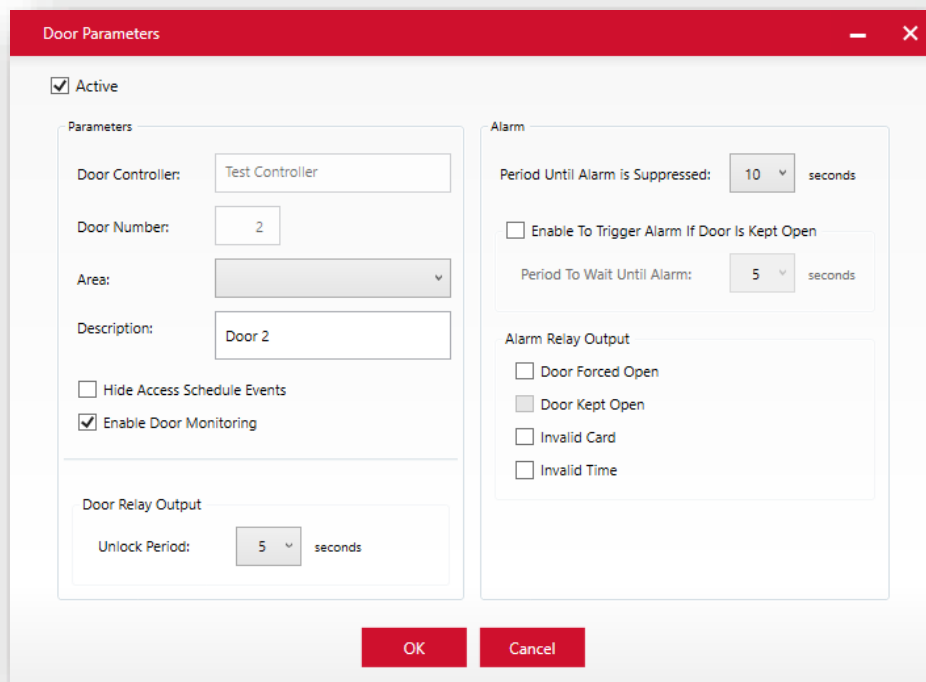 Door Parameters
Active
Parameters
Door Controller: Test Controller
Door Number: 2
Area:
Description: Door 2
Hide Access Schedule Events
Enable Door Monitoring
Door Relay Output
Unlock Period: 5 seconds
Alarm
Period Until Alarm is Suppressed: 10 seconds
Enable To Trigger Alarm If Door Is Kept Open
Period To Wait Until Alarm: 5 seconds
Alarm Relay Output
Door Forced Open
Door Kept Open
Invalid Card
Invalid Time
OK Cancel